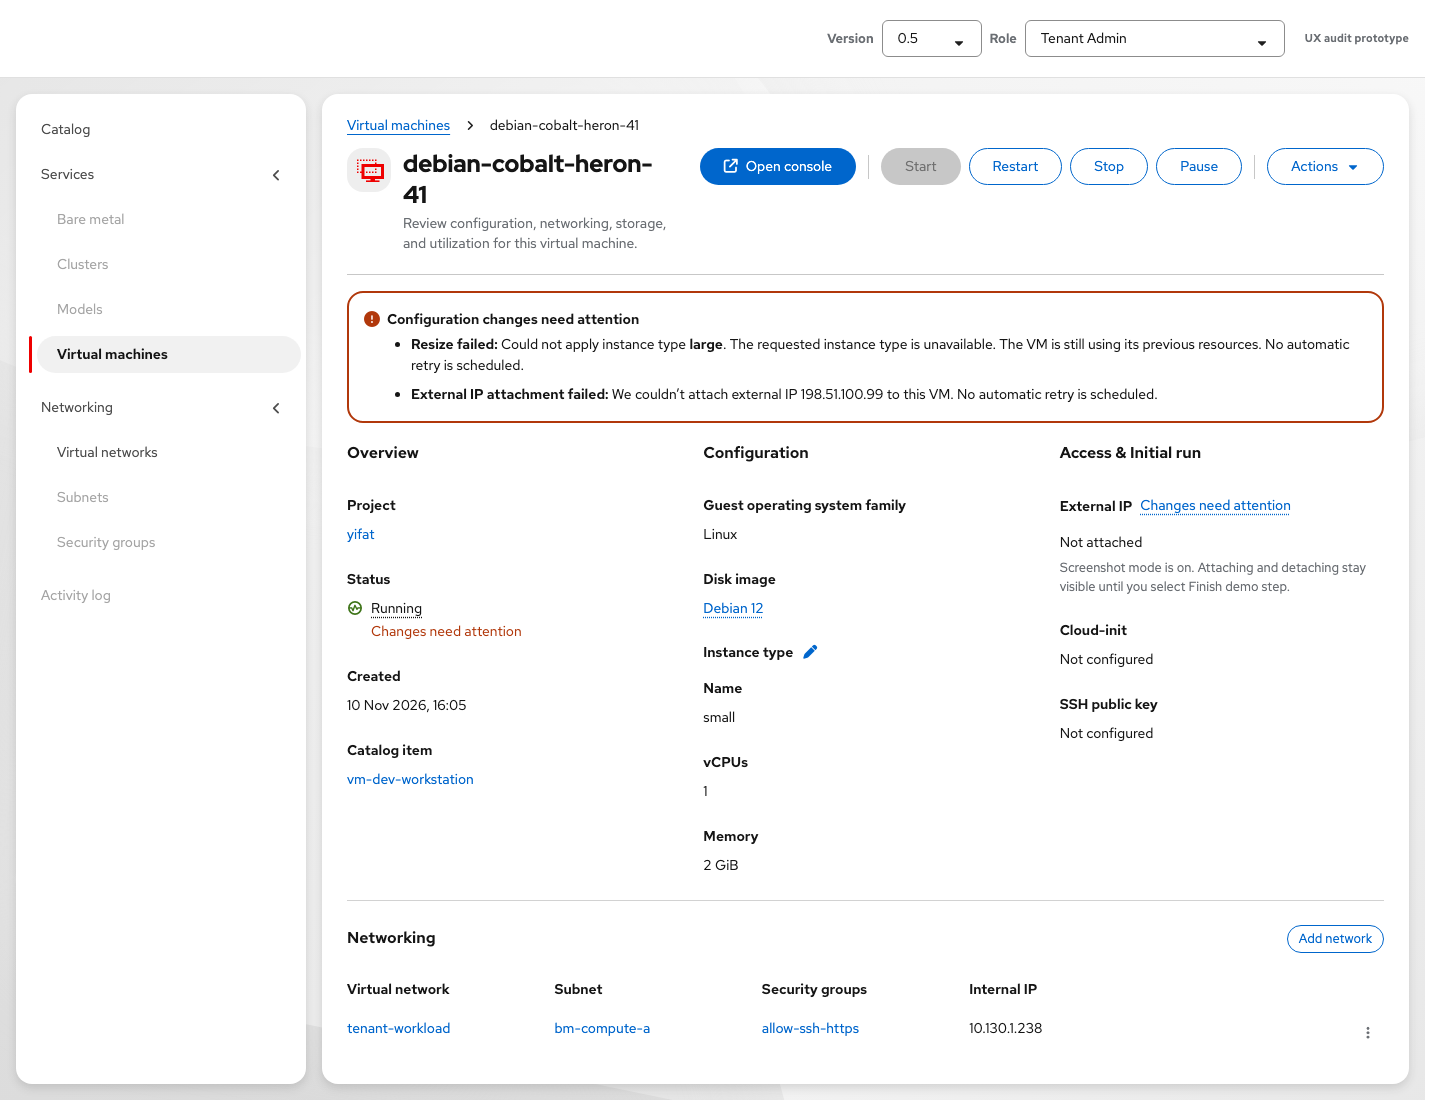 Version 0.5 Role Tenant Admin UX audit prototype
Catalog
Services
Bare metal
Clusters
Models
Virtual machines
Networking
Virtual networks
Subnets
Security groups
Activity log
Virtual machines debian-cobalt-heron-41
debian-cobalt-heron-
41
Review configuration, networking, storage,
and utilization for this virtual machine.
Open console Start Restart Stop Pause Actions
Configuration changes need attention
Resize failed: Could not apply instance type large. The requested instance type is unavailable. The VM is still using its previous resources. No automatic
retry is scheduled.
External IP attachment failed: We couldn’t attach external IP 198.51.100.99 to this VM. No automatic retry is scheduled.
Overview
Project
yifat
Status
Running
Changes need attention
Created
10 Nov 2026, 16:05
Catalog item
vm-dev-workstation
Configuration
Guest operating system family
Linux
Disk image
Debian 12
Instance type
Name
small
vCPUs
1
Memory
2 GiB
Access & Initial run
External IP Changes need attention
Not attached
Screenshot mode is on. Attaching and detaching stay
visible until you select Finish demo step.
Cloud-init
Not configured
SSH public key
Not configured
Networking
Add network
Virtual network Subnet Security groups Internal IP
tenant-workload bm-compute-a allow-ssh-https 10.130.1.238